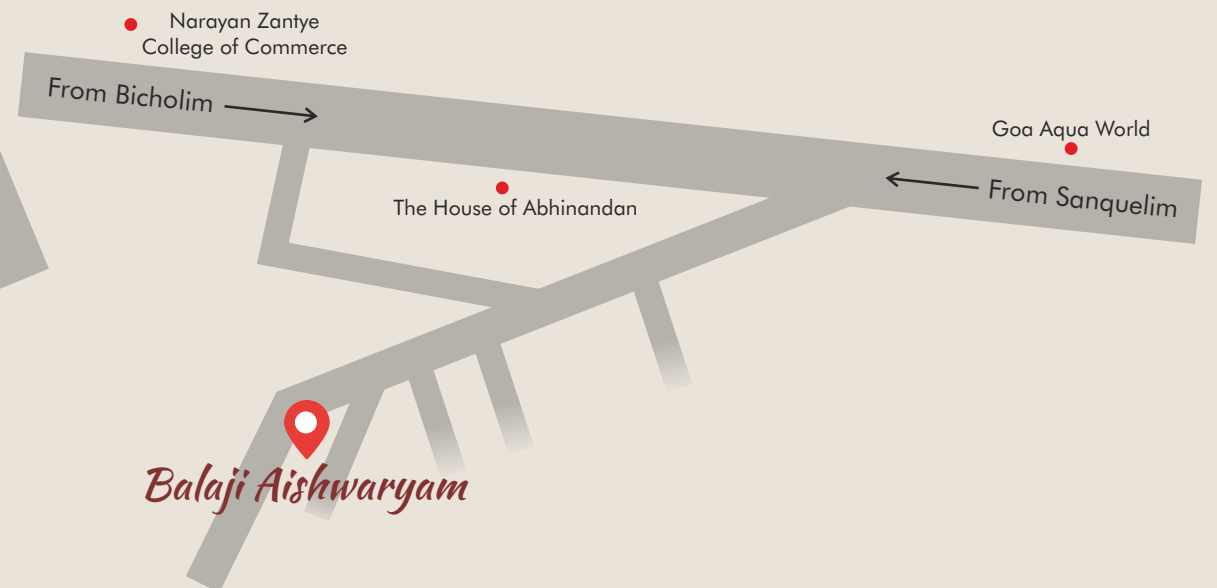 Narayan Zantye
College of Commerce
From Bicholim
Goa Aqua World
From Sanquelim
The House of Abhinandan
Balaji Aishwaryam